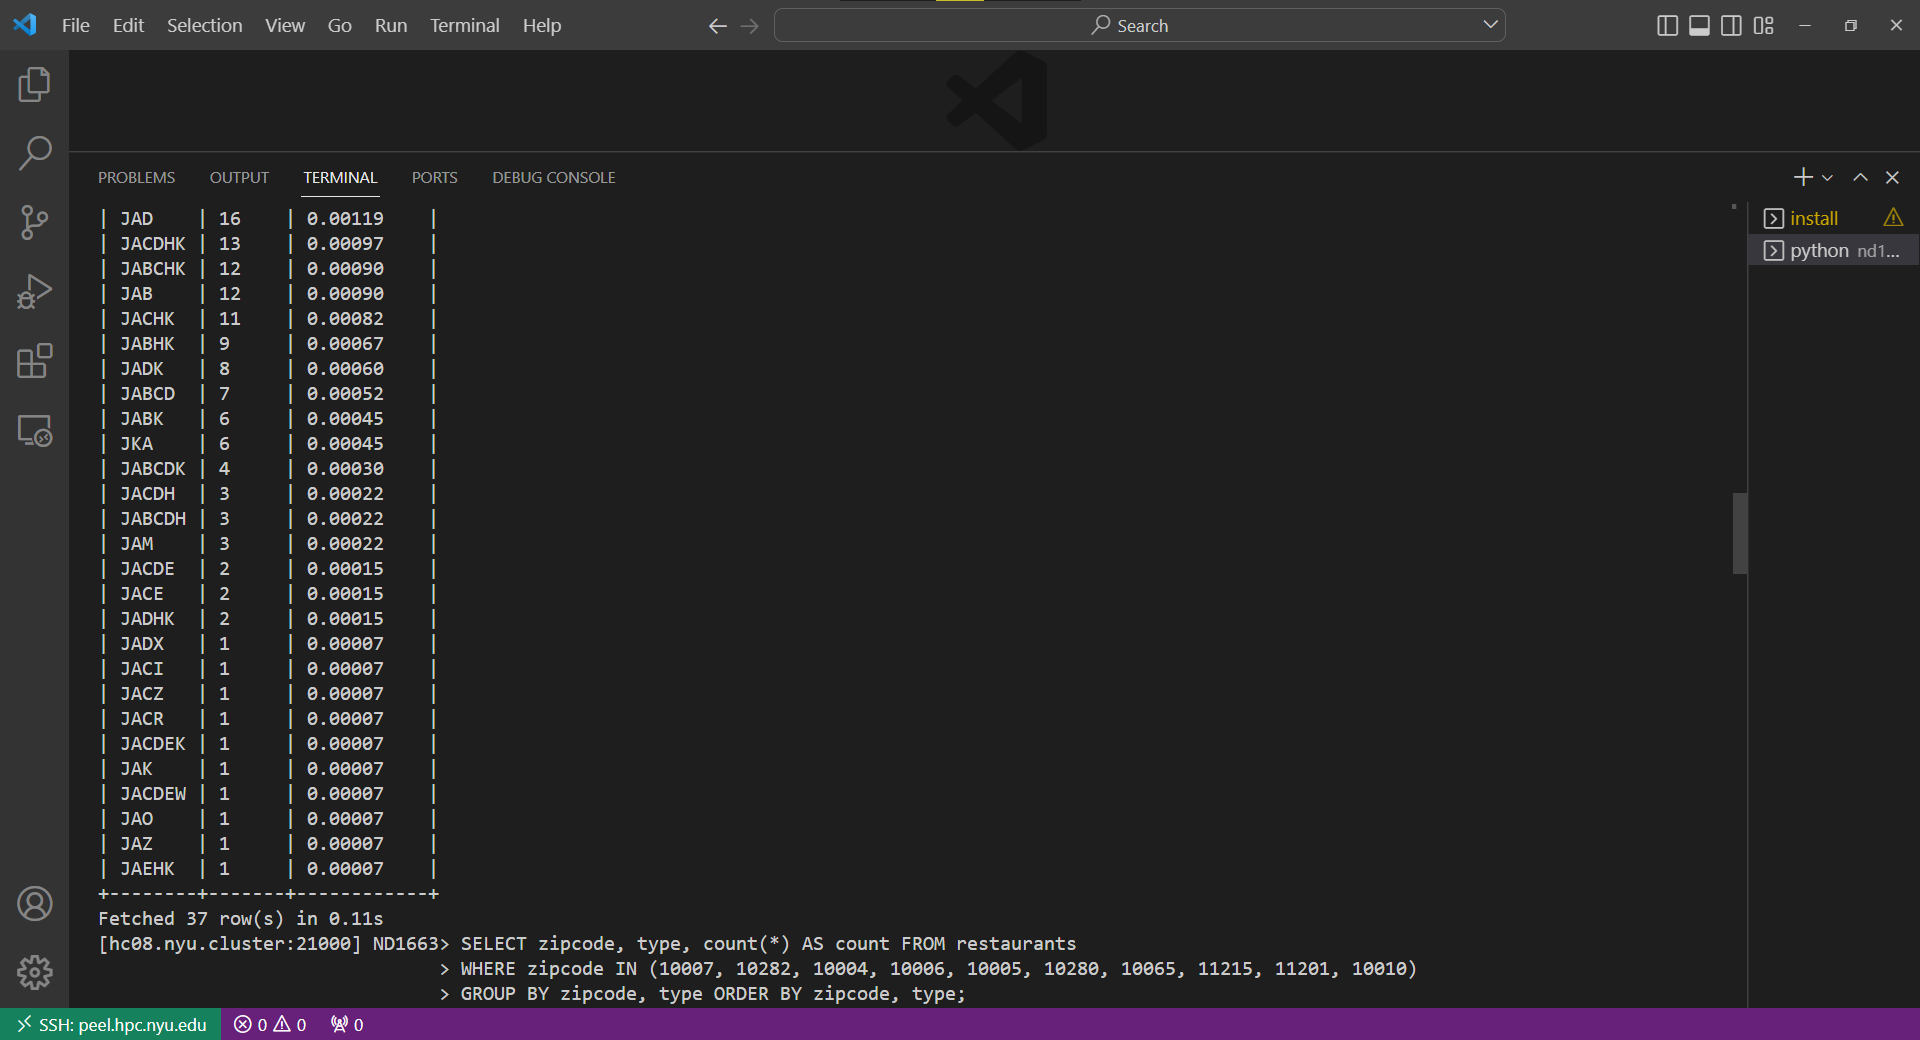 File Edit Selection View Go Run Terminal Help Search
PROBLEMS OUTPUT TERMINAL PORTS DEBUG CONSOLE
| JAD | 16 | 0.00119 |
| JACDHK | 13 | 0.00097 |
| JABCHK | 12 | 0.00090 |
| JAB | 12 | 0.00090 |
| JACHK | 11 | 0.00082 |
| JABHK | 9 | 0.00067 |
| JADK | 8 | 0.00060 |
| JABCD | 7 | 0.00052 |
| JABK | 6 | 0.00045 |
| JKA | 6 | 0.00045 |
| JABCDK | 4 | 0.00030 |
| JACDH | 3 | 0.00022 |
| JABCDH | 3 | 0.00022 |
| JAM | 3 | 0.00022 |
| JACDE | 2 | 0.00015 |
| JACE | 2 | 0.00015 |
| JADHK | 2 | 0.00015 |
| JADX | 1 | 0.00007 |
| JACI | 1 | 0.00007 |
| JACZ | 1 | 0.00007 |
| JACR | 1 | 0.00007 |
| JACDEK | 1 | 0.00007 |
| JAK | 1 | 0.00007 |
| JACDEW | 1 | 0.00007 |
| JAO | 1 | 0.00007 |
| JAZ | 1 | 0.00007 |
| JAEHK | 1 | 0.00007 |
+--------+-------+------------+
Fetched 37 row(s) in 0.11s
[hc08.nyu.cluster:21000] ND1663> SELECT zipcode, type, count(*) AS count FROM restaurants
> WHERE zipcode IN (10007, 10282, 10004, 10006, 10005, 10280, 10065, 11215, 11201, 10010)
> GROUP BY zipcode, type ORDER BY zipcode, type;
install
python nd1...
SSH: peel.hpc.nyu.edu 0 0 0